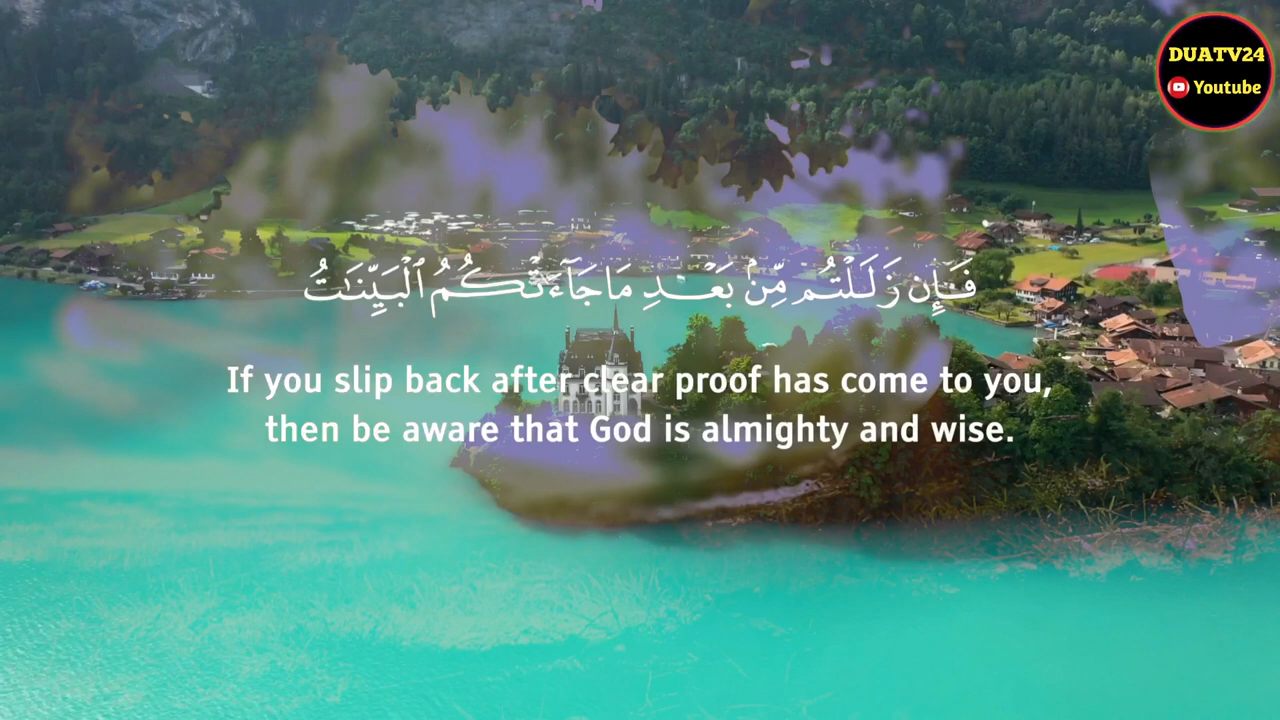 DUATV24
Youtube
فَإِن زَلَلْتُم مِّنۢ بَعْدِ مَا جَآءَتْكُمُ ٱلْبَيِّنَـٰتُ
If you slip back after clear proof has come to you,
then be aware that God is almighty and wise.